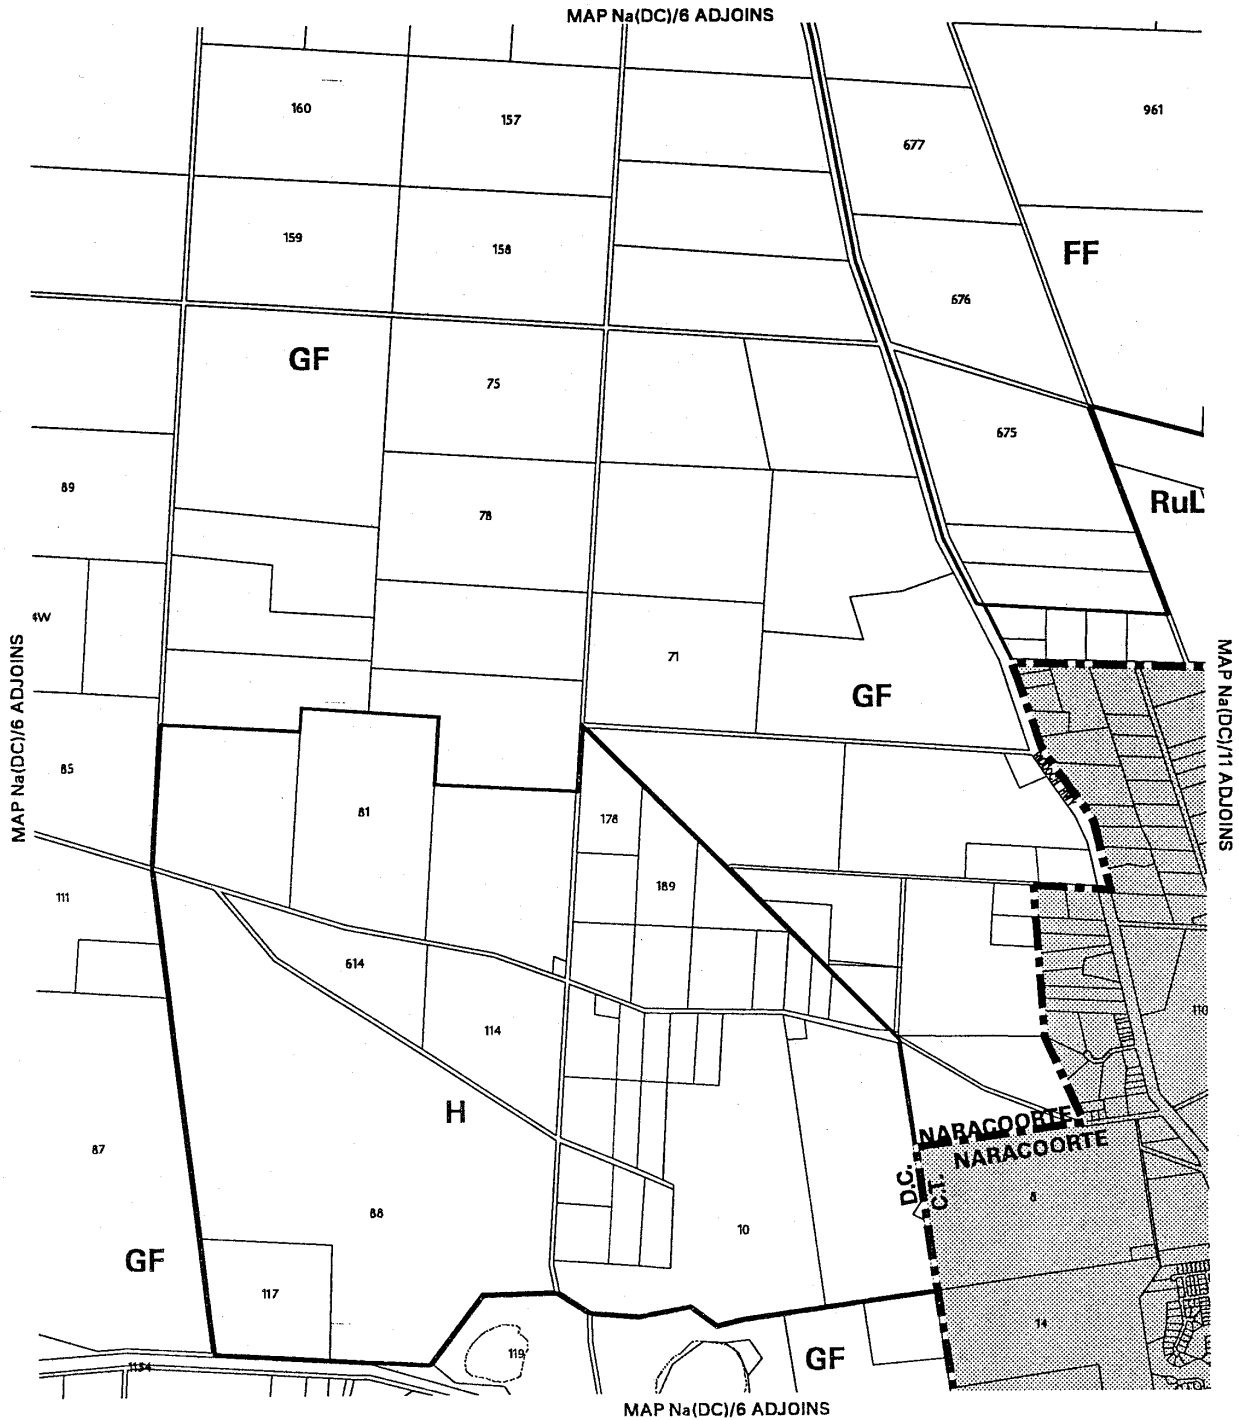 MAP Na(DC)/6 ADJOINS
160
157
677
961
159
158
FF
676
GF
75
675
89
78
RuL
4W
71
GF
MAP Na(DC)/6 ADJOINS
MAP Na(DC)/11 ADJOINS
85
81
178
189
111
614
114
110
H
NARACOORTE
NARACOORTE
87
D.C.
C.T.
8
88
10
GF
117
14
119
GF
1154
MAP Na(DC)/6 ADJOINS